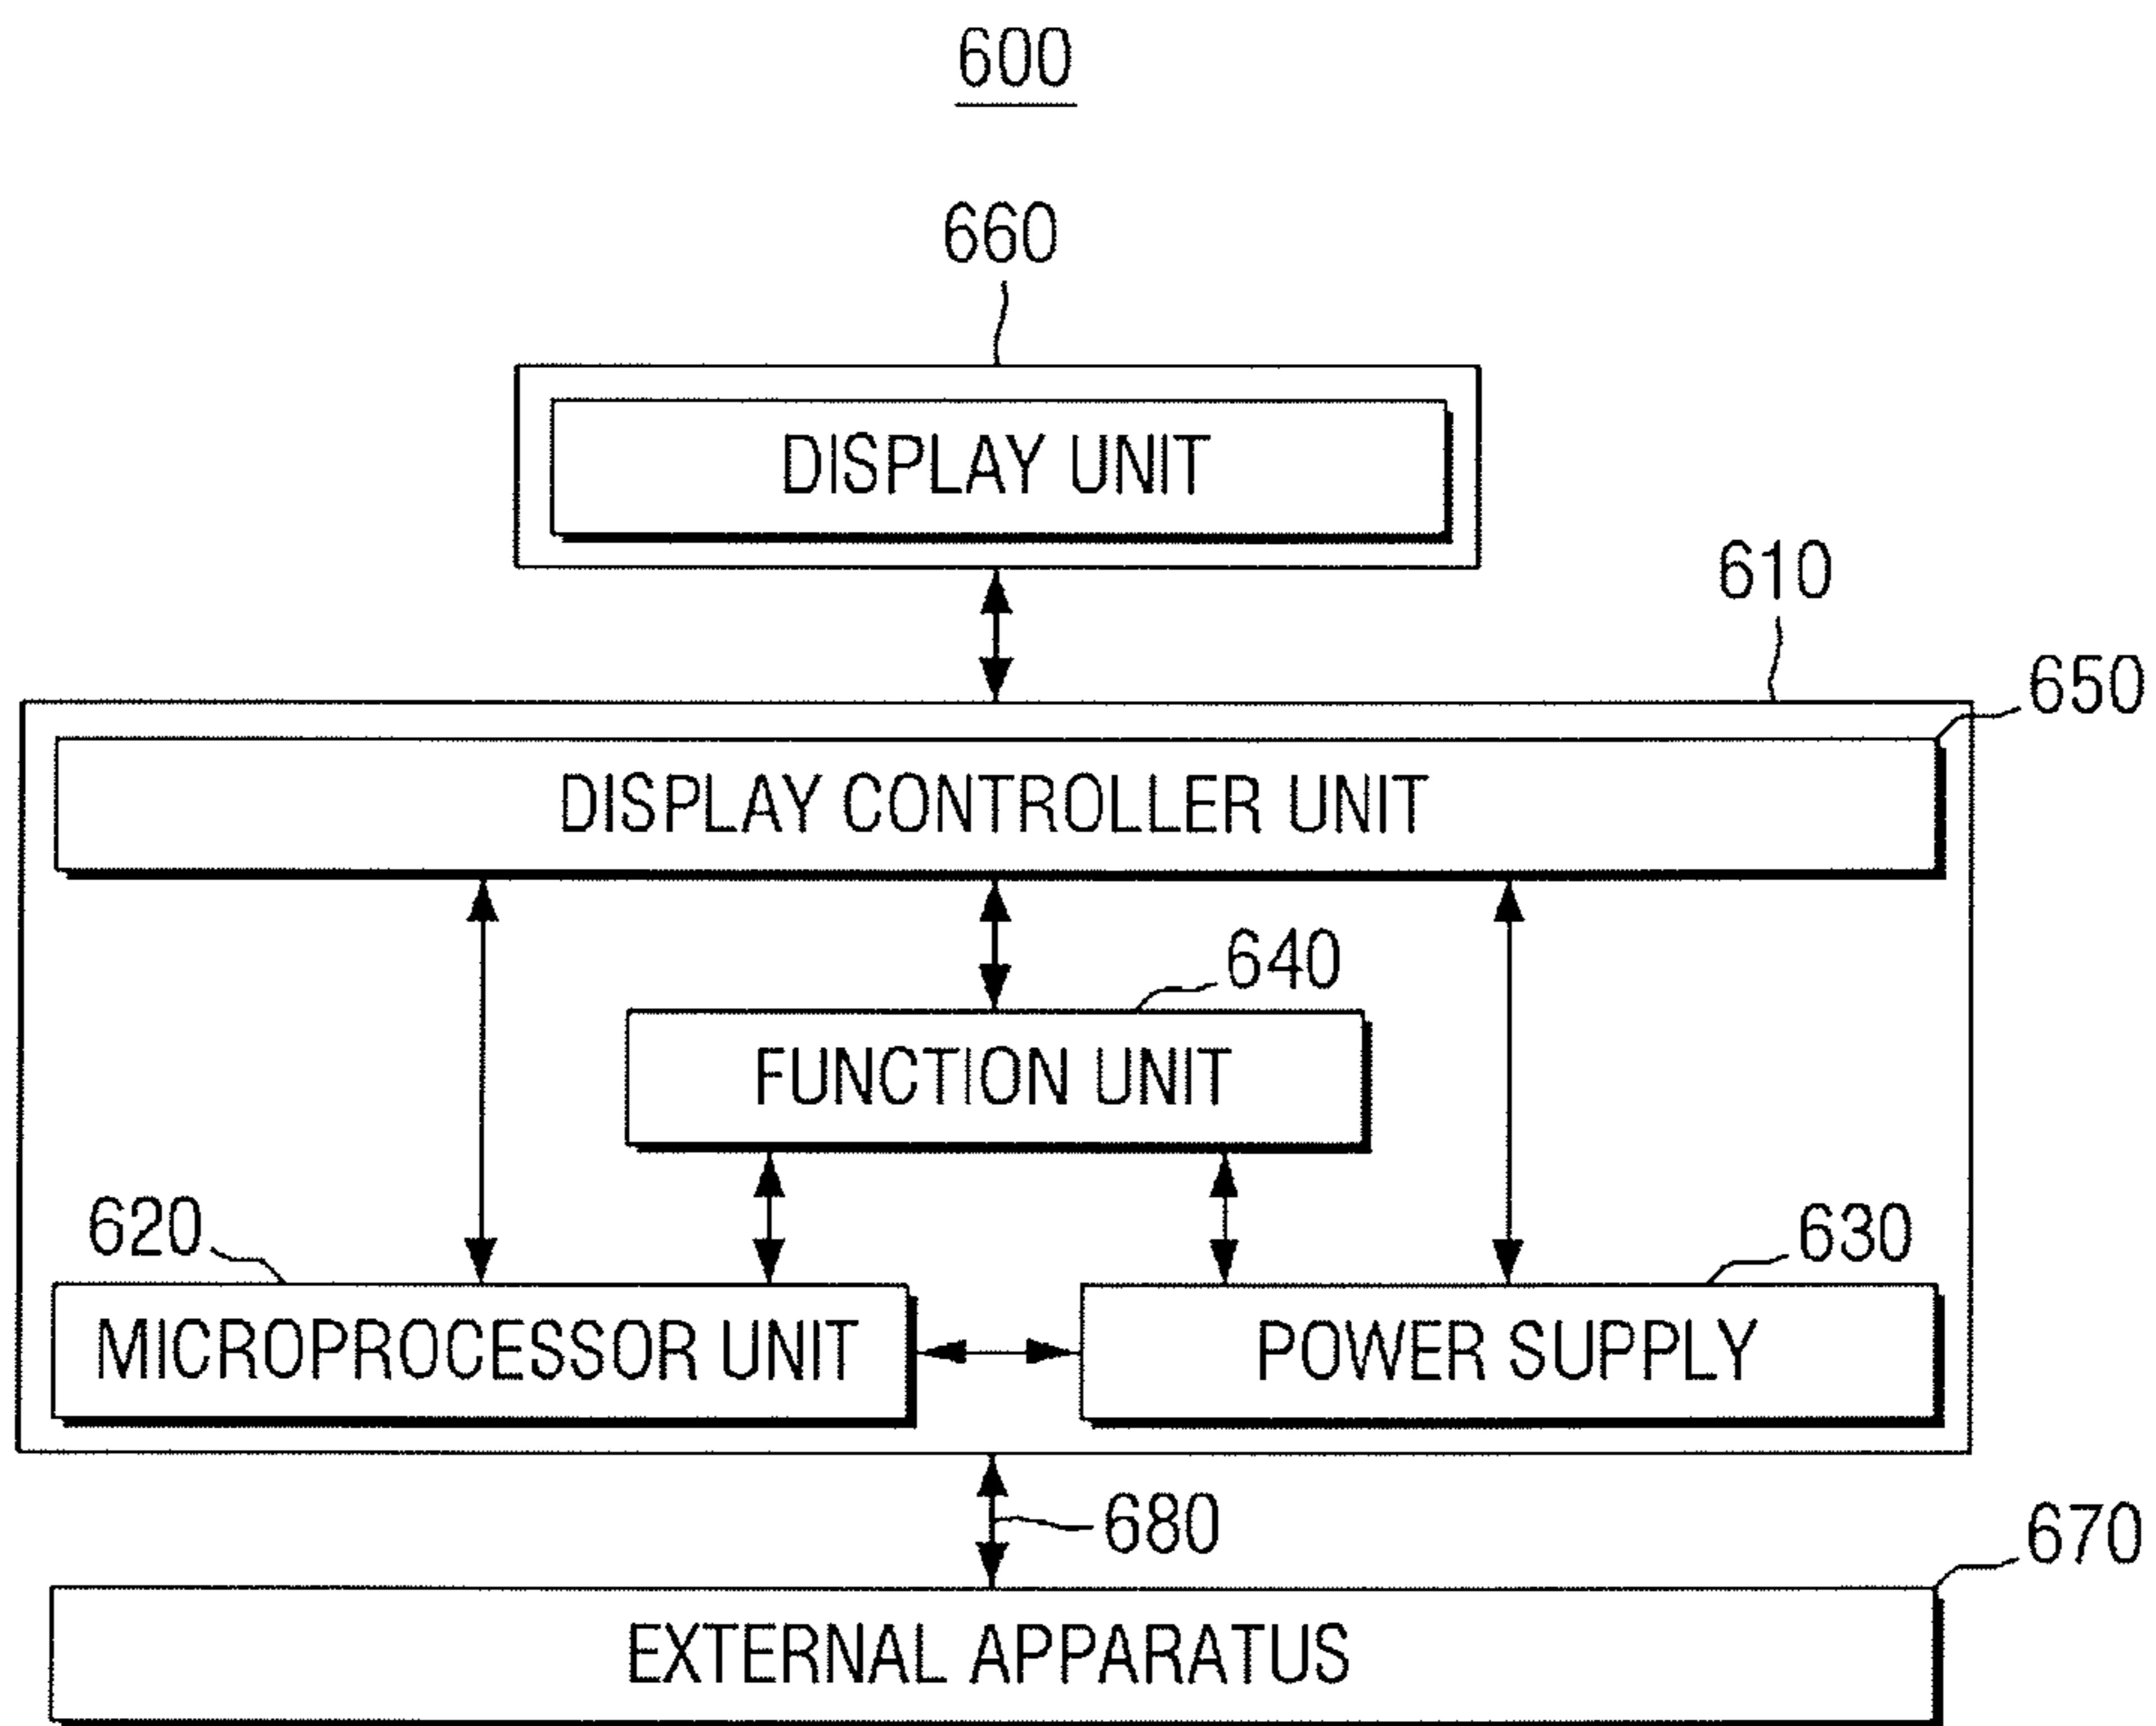 600
660
DISPLAY UNIT
610
650
DISPLAY CONTROLLER UNIT
640
FUNCTION UNIT
620
630
MICROPROCESSOR UNIT
POWER SUPPLY
680
670
EXTERNAL APPARATUS